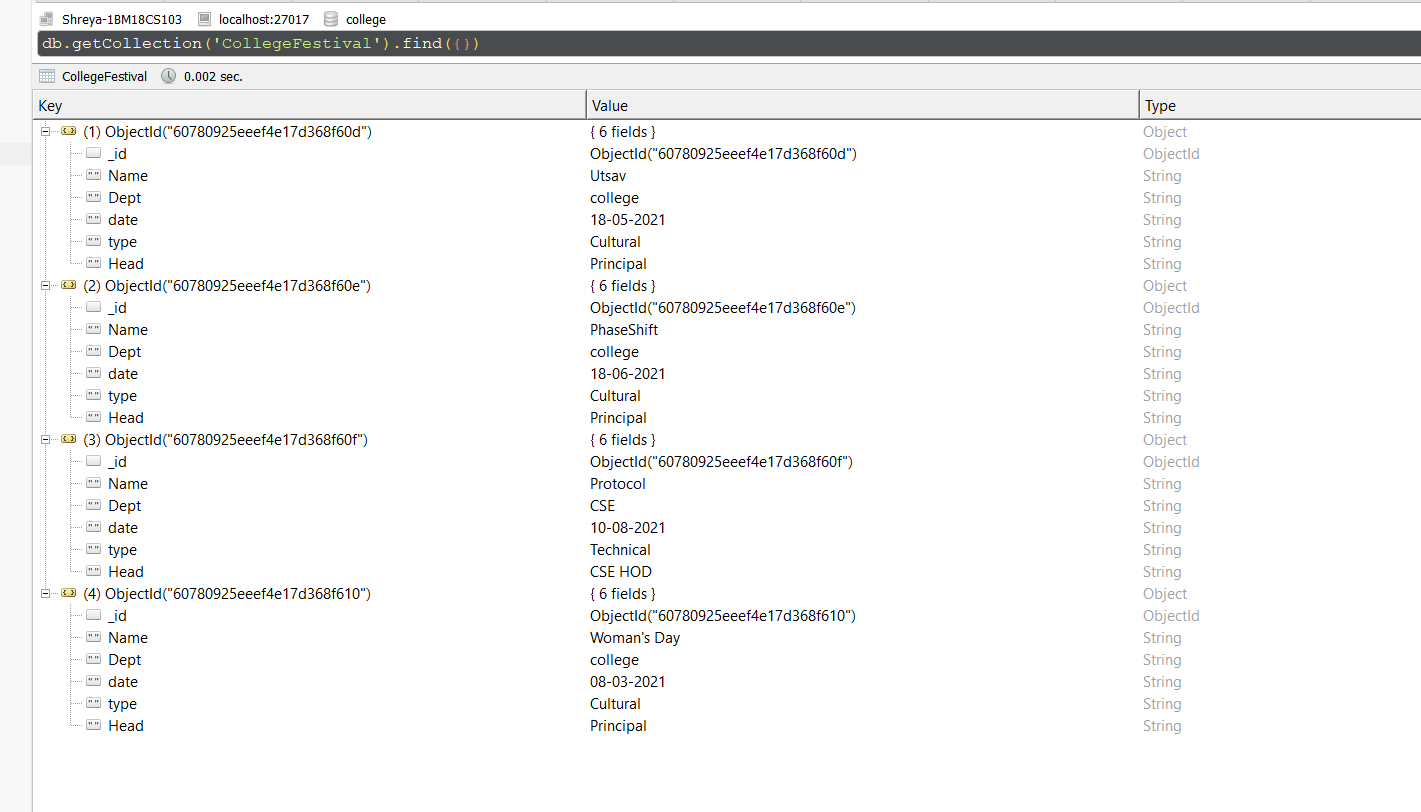 Shreya-1BM18CS103 localhost:27017 college
db.getCollection('CollegeFestival').find({})
CollegeFestival 0.002 sec.
Key Value Type
(1) ObjectId("60780925eeef4e17d368f60d") { 6 fields } Object
_id ObjectId("60780925eeef4e17d368f60d") ObjectId
Name Utsav String
Dept college String
date 18-05-2021 String
type Cultural String
Head Principal String
(2) ObjectId("60780925eeef4e17d368f60e") { 6 fields } Object
_id ObjectId("60780925eeef4e17d368f60e") ObjectId
Name PhaseShift String
Dept college String
date 18-06-2021 String
type Cultural String
Head Principal String
(3) ObjectId("60780925eeef4e17d368f60f") { 6 fields } Object
_id ObjectId("60780925eeef4e17d368f60f") ObjectId
Name Protocol String
Dept CSE String
date 10-08-2021 String
type Technical String
Head CSE HOD String
(4) ObjectId("60780925eeef4e17d368f610") { 6 fields } Object
_id ObjectId("60780925eeef4e17d368f610") ObjectId
Name Woman's Day String
Dept college String
date 08-03-2021 String
type Cultural String
Head Principal String